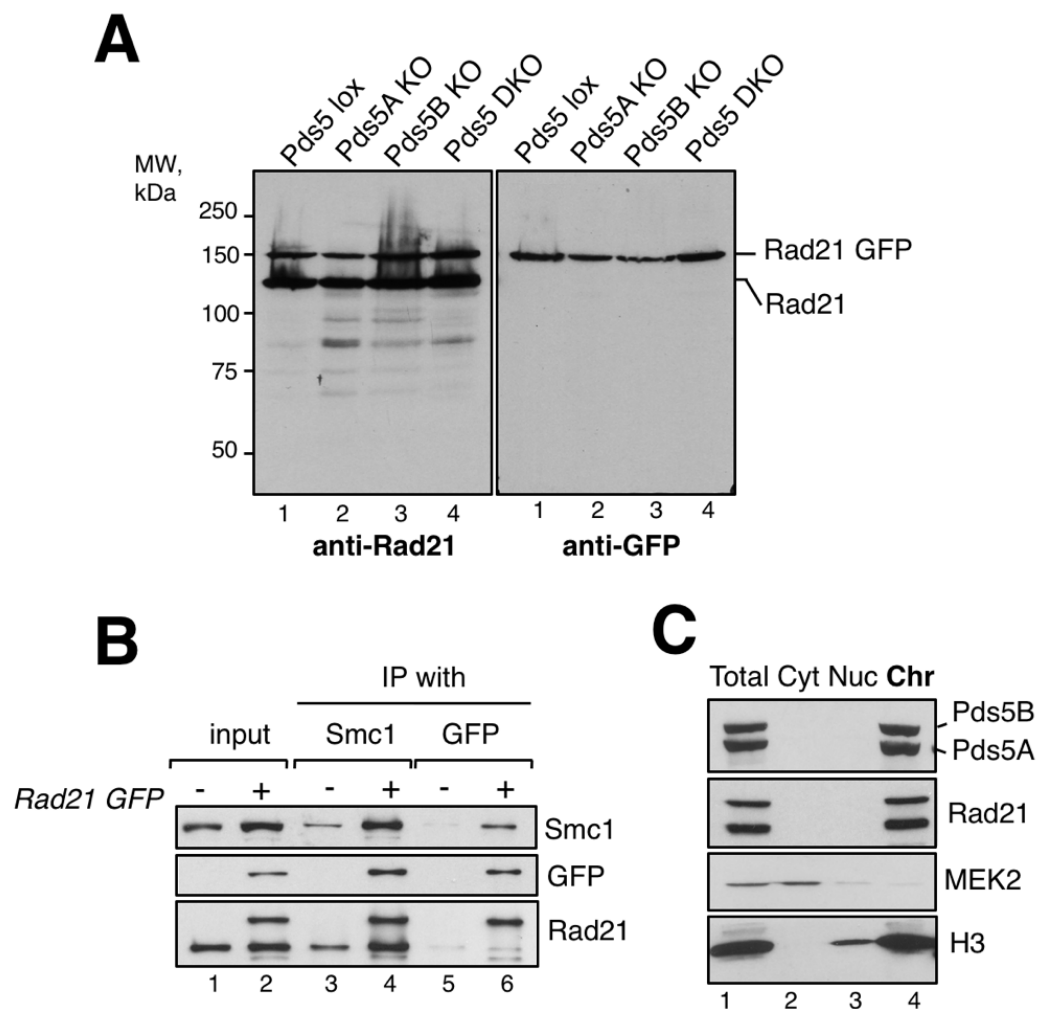 A
Pds5 lox
Pds5A KO
Pds5B KO
Pds5 DKO
Pds5 lox
Pds5A KO
Pds5B KO
Pds5 DKO
MW,
kDa
250
150
100
75
50
Rad21 GFP
Rad21
1 2 3 4 1 2 3 4
anti-Rad21 anti-GFP
B
IP with
input Smc1 GFP
Rad21 GFP - + - + - +
Smc1
GFP
Rad21
1 2 3 4 5 6
C
Total Cyt Nuc Chr
Pds5B
Pds5A
Rad21
MEK2
H3
1 2 3 4